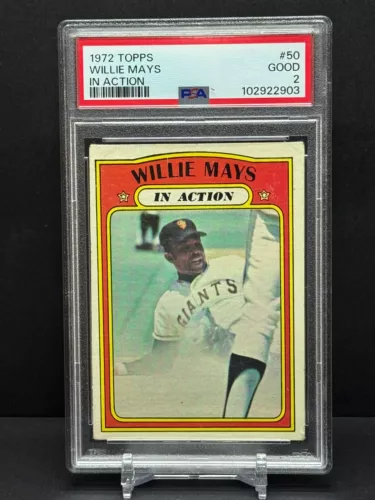 1972 TOPPS #50
WILLIE MAYS GOOD
IN ACTION 2
PSA 102922903
WILLIE MAYS
IN ACTION
GIANTS